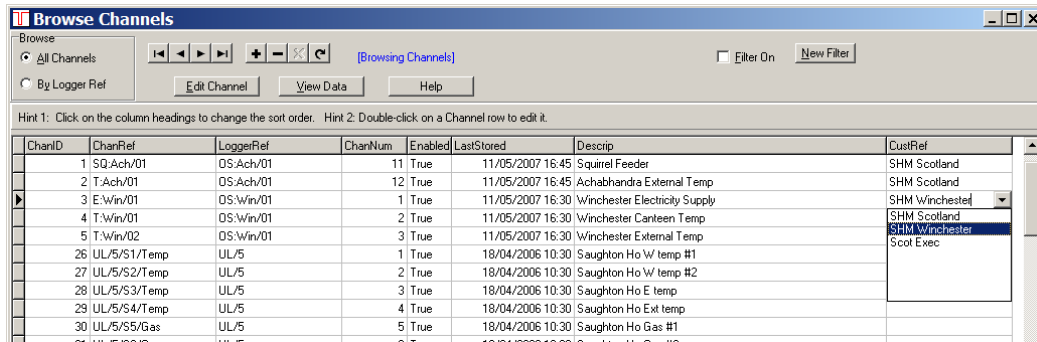 Browse Channels
Browse
All Channels
By Logger Ref
[Browsing Channels]
Filter On
New Filter
Edit Channel
View Data
Help
Hint 1: Click on the column headings to change the sort order. Hint 2: Double-click on a Channel row to edit it.
ChanID ChanRef LoggerRef ChanNum Enabled LastStored Descrip CustRef
1 SQ:Ach/01 OS:Ach/01 11 True 11/05/2007 16:45 Squirrel Feeder SHM Scotland
2 T:Ach/01 OS:Ach/01 12 True 11/05/2007 16:45 Achabhandra External Temp SHM Scotland
3 E:Win/01 OS:Win/01 1 True 11/05/2007 16:30 Winchester Electricity Supply SHM Winchester
4 T:Win/01 OS:Win/01 2 True 11/05/2007 16:30 Winchester Canteen Temp
5 T:Win/02 OS:Win/01 3 True 11/05/2007 16:30 Winchester External Temp
SHM Scotland
SHM Winchester
Scot Exec
26 UL/5/S1/Temp UL/5 1 True 18/04/2006 10:30 Saughton Ho W temp #1
27 UL/5/S2/Temp UL/5 2 True 18/04/2006 10:30 Saughton Ho W temp #2
28 UL/5/S3/Temp UL/5 3 True 18/04/2006 10:30 Saughton Ho E temp
29 UL/5/S4/Temp UL/5 4 True 18/04/2006 10:30 Saughton Ho Ext temp
30 UL/5/S5/Gas UL/5 5 True 18/04/2006 10:30 Saughton Ho Gas #1